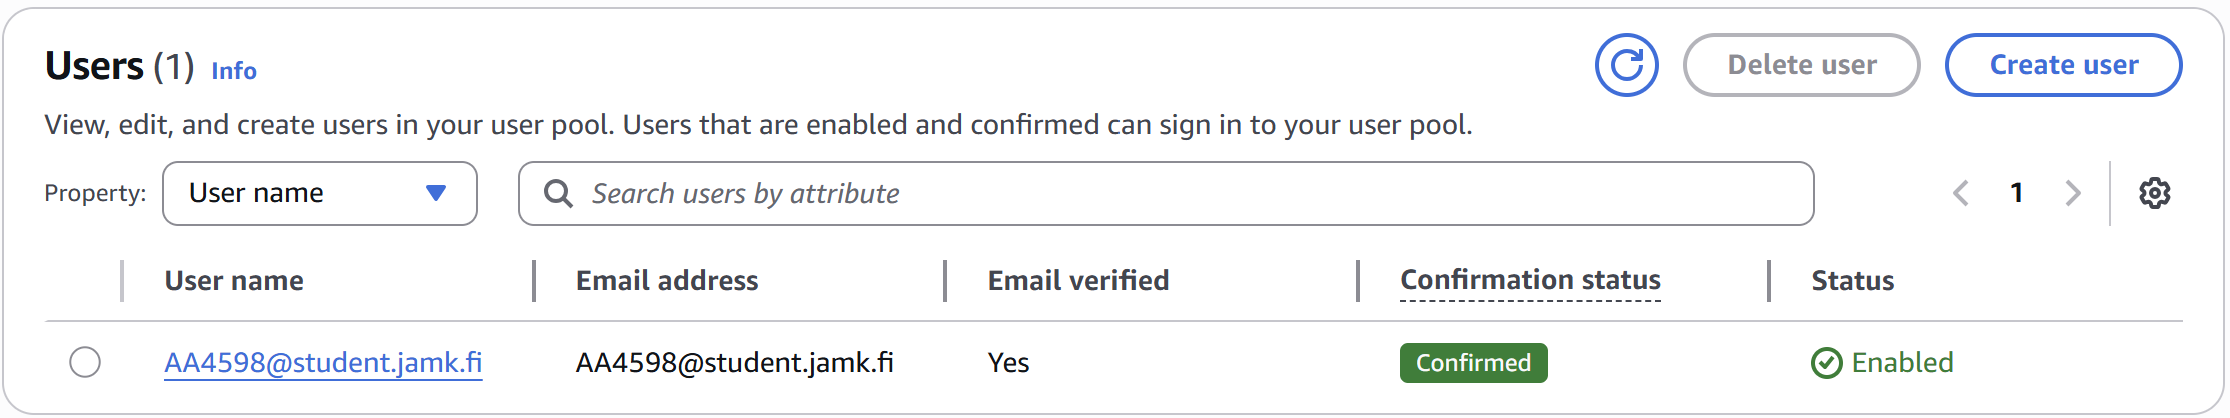 Users (1) Info
Delete user
Create user
View, edit, and create users in your user pool. Users that are enabled and confirmed can sign in to your user pool.
Property: User name
Search users by attribute
1
User name Email address Email verified Confirmation status Status
AA4598@student.jamk.fi AA4598@student.jamk.fi Yes Confirmed Enabled